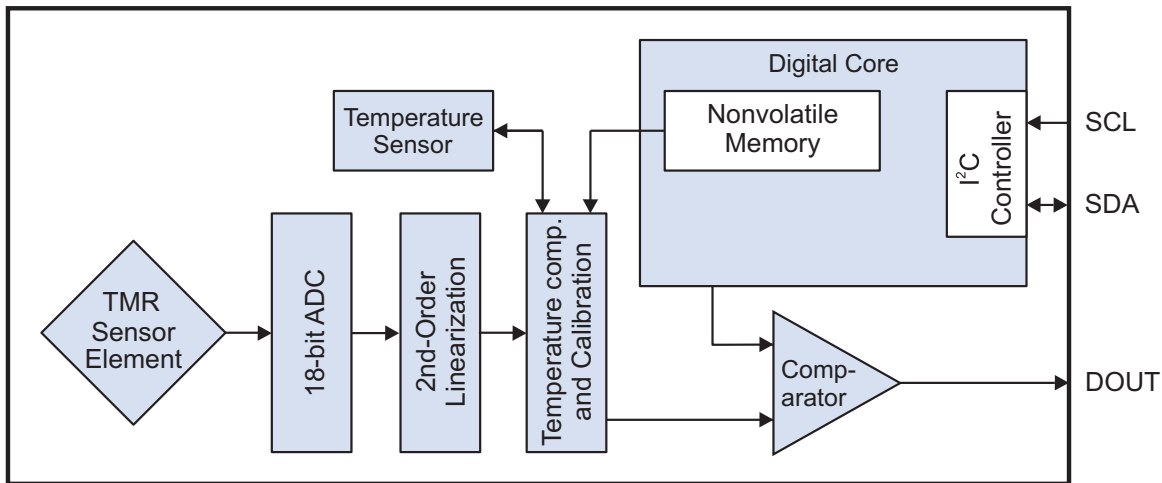 Digital Core
Temperature
Sensor
Nonvolatile
Memory
I²C
Controller
SCL
SDA
TMR
Sensor
Element
18-bit ADC
2nd-Order
Linearization
Temperature comp.
and Calibration
Comp-
arator
DOUT